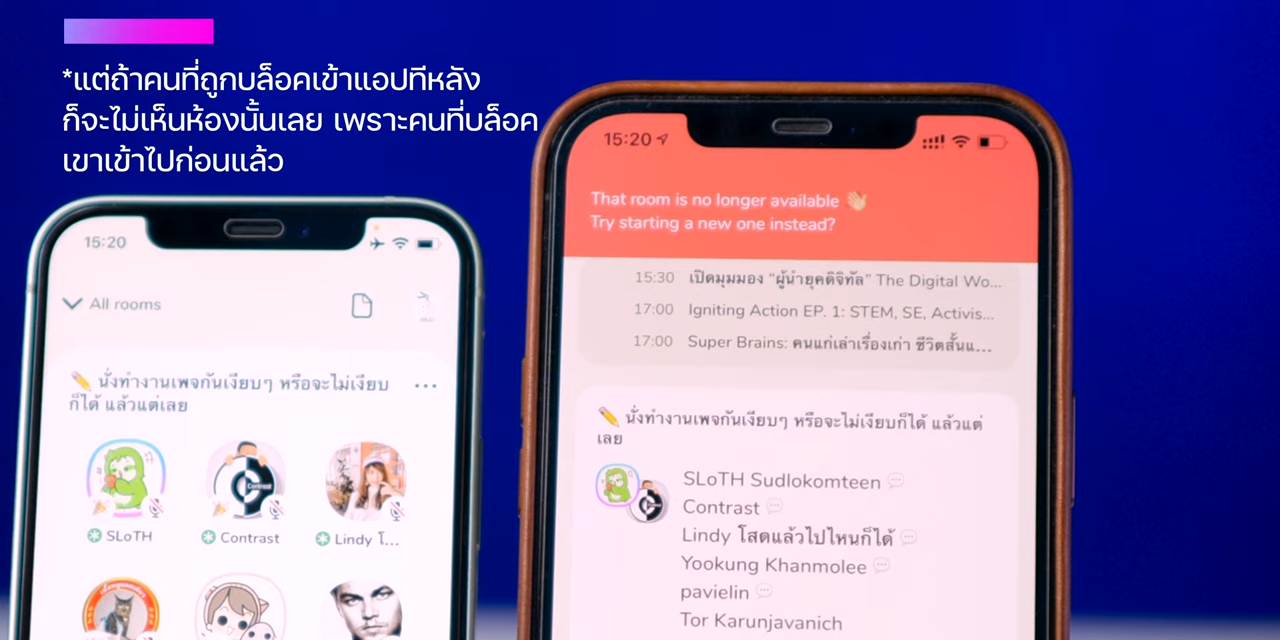 *แต่ถ้าคนที่ถูกบล็อคเข้าแอปทีหลัง
ก็จะไม่เห็นห้องนั้นเลย เพราะคนที่บล็อค
เขาเข้าไปก่อนแล้ว
15:20
All rooms
✏️ นั่งทำงานเพจกันเงียบๆ หรือจะไม่เงียบ
ก็ได้ แล้วแต่เลย
SLoTH
Contrast
Lindy โ...
15:20
That room is no longer available 👋🏼
Try starting a new one instead?
15:30 เปิดมุมมอง “ผู้นำยุคดิจิทัล” The Digital Wo...
17:00 Igniting Action EP. 1: STEM, SE, Activis...
17:00 Super Brains: คนแก่เล่าเรื่องเก่า ชีวิตสั้นแ...
✏️ นั่งทำงานเพจกันเงียบๆ หรือจะไม่เงียบก็ได้ แล้วแต่
เลย
Contrast
SLoTH Sudlokomteen
Contrast
Lindy โสดแล้วไปไหนก็ได้
Yookung Khanmolee
pavielin
Tor Karunjavanich